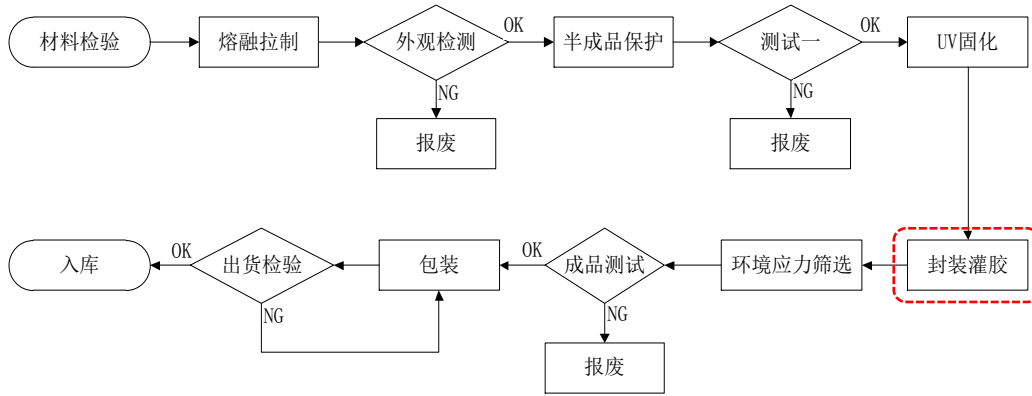 材料检验
熔融拉制
外观检测
OK
半成品保护
测试一
OK
UV固化
NG
NG
报废
报废
入库
OK
出货检验
包装
OK
成品测试
环境应力筛选
封装灌胶
NG
NG
报废